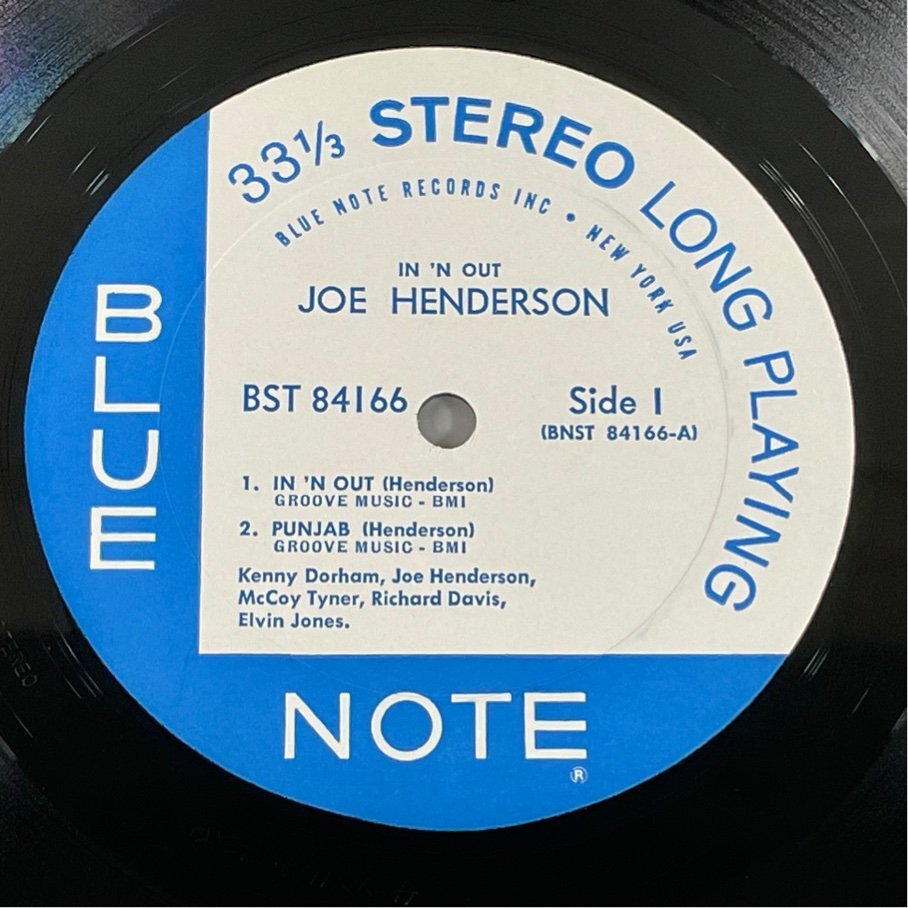 33⅓ STEREO LONG PLAYING
BLUE NOTE RECORDS INC • NEW YORK USA
IN 'N OUT
JOE HENDERSON
BST 84166
Side 1
(BNST 84166-A)
1. IN 'N OUT (Henderson)
GROOVE MUSIC - BMI
2. PUNJAB (Henderson)
GROOVE MUSIC - BMI
Kenny Dorham, Joe Henderson,
McCoy Tyner, Richard Davis,
Elvin Jones.
BLUE
NOTE
®